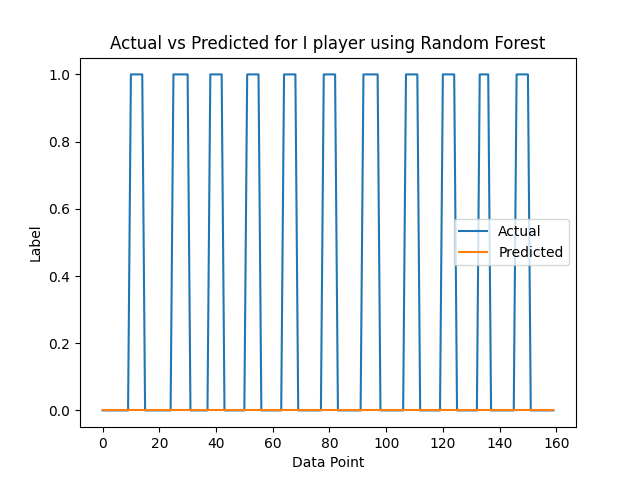 Actual vs Predicted for I player using Random Forest
1.0
0.8
0.6
0.4
0.2
0.0
Label
Actual
Predicted
0 20 40 60 80 100 120 140 160
Data Point